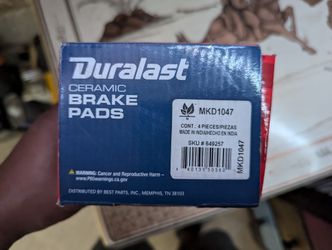 Duralast
CERAMIC
BRAKE
PADS
MKD1047
CONT.: 4 PIECES/PIEZAS
MADE IN INDIA/HECHO EN INDIA
SKU # 649257
MKD1047
WARNING: Cancer and Reproductive Harm –
www.P65warnings.ca.gov
DISTRIBUTED BY BEST PARTS, INC., MEMPHIS, TN 38103